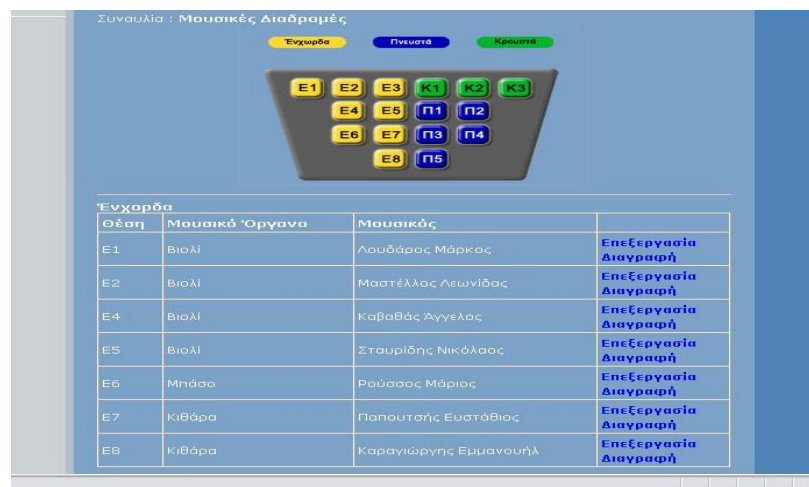 Συναυλία : Μουσικές Διαδρομές
Ένχωρδα Πνευστά Κρουστά
E1 E2 E3 K1 K2 K3
E4 E5 Π1 Π2
E6 E7 Π3 Π4
E8 Π5
Ένχορδα
Θέση Μουσικό Όργανο Μουσικός
E1 Βιολί Λουδάρος Μάρκος Επεξεργασία
Διαγραφή
E2 Βιολί Μαστέλλος Λεωνίδας Επεξεργασία
Διαγραφή
E4 Βιολί Καβαθάς Άγγελος Επεξεργασία
Διαγραφή
E5 Βιολί Σταυρίδης Νικόλαος Επεξεργασία
Διαγραφή
E6 Μπάσο Ρούσσος Μάριος Επεξεργασία
Διαγραφή
E7 Κιθάρα Παπουτσής Ευστάθιος Επεξεργασία
Διαγραφή
E8 Κιθάρα Καραγιώργης Εμμανουήλ Επεξεργασία
Διαγραφή